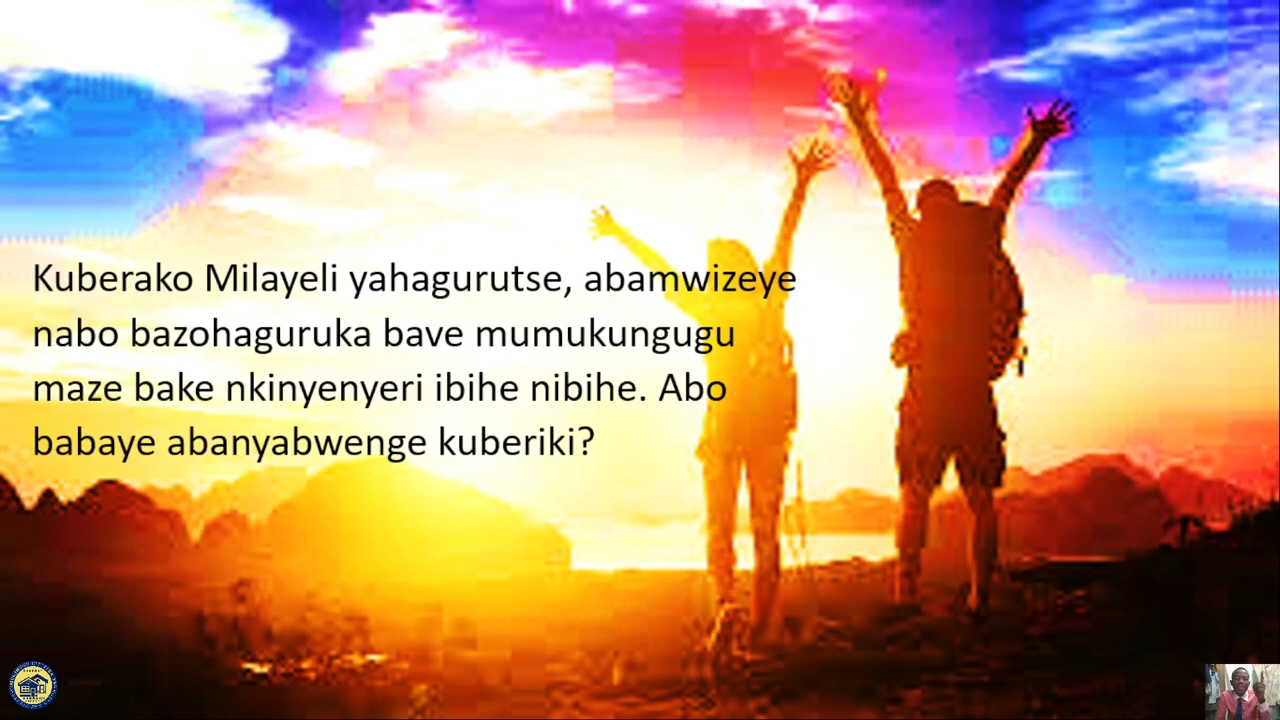 Kuberako Milayeli yahagurutse, abamwizeye
nabo bazohaguruka bave mumukungugu
maze bake nkinyenyeri ibihe nibihe. Abo
babaye abanyabwenge kuberiki?